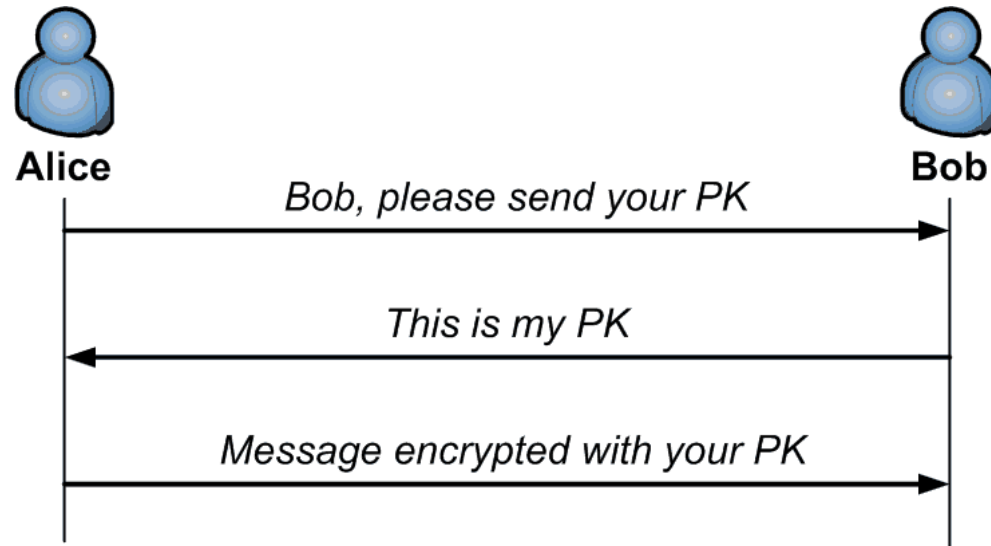 Alice
Bob
Bob, please send your PK
This is my PK
Message encrypted with your PK